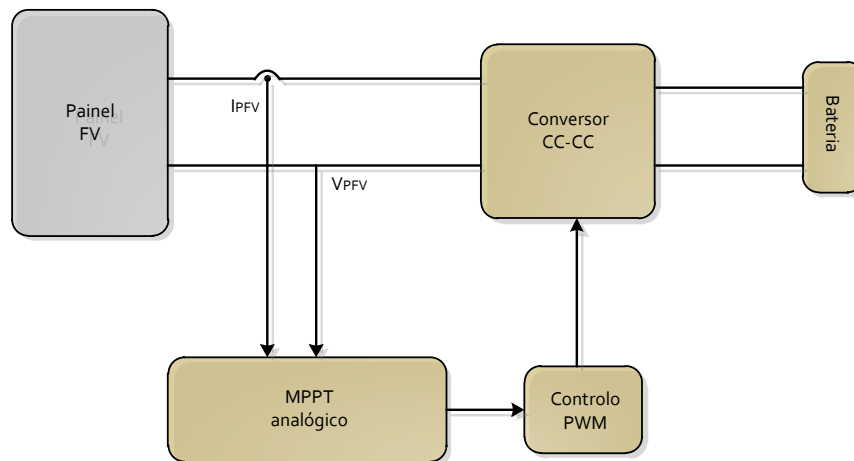 Painel
FV
IPFV
VPFV
Conversor
CC-CC
Bateria
MPPT
analógico
Controlo
PWM